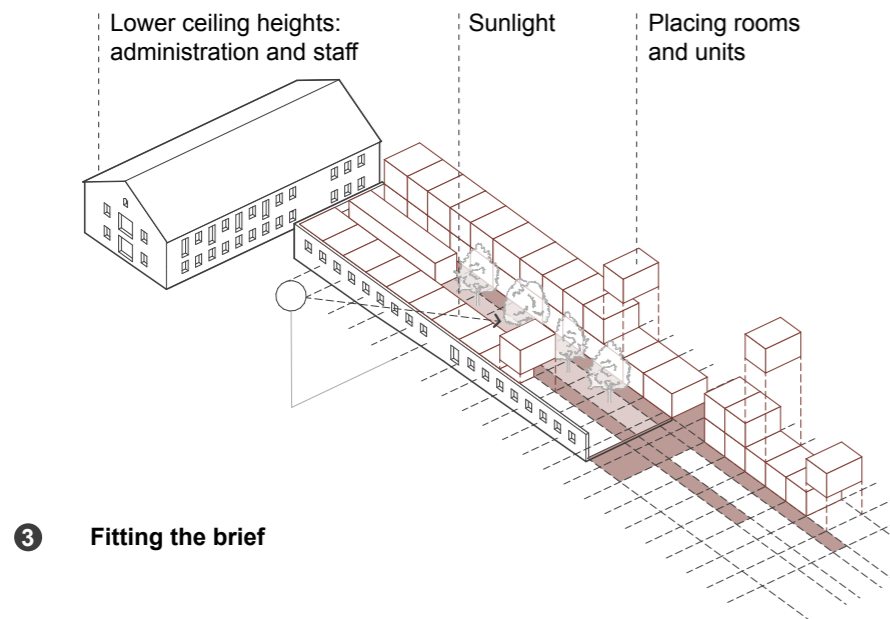 Lower ceiling heights:
administration and staff
Sunlight
Placing rooms
and units
3 Fitting the brief